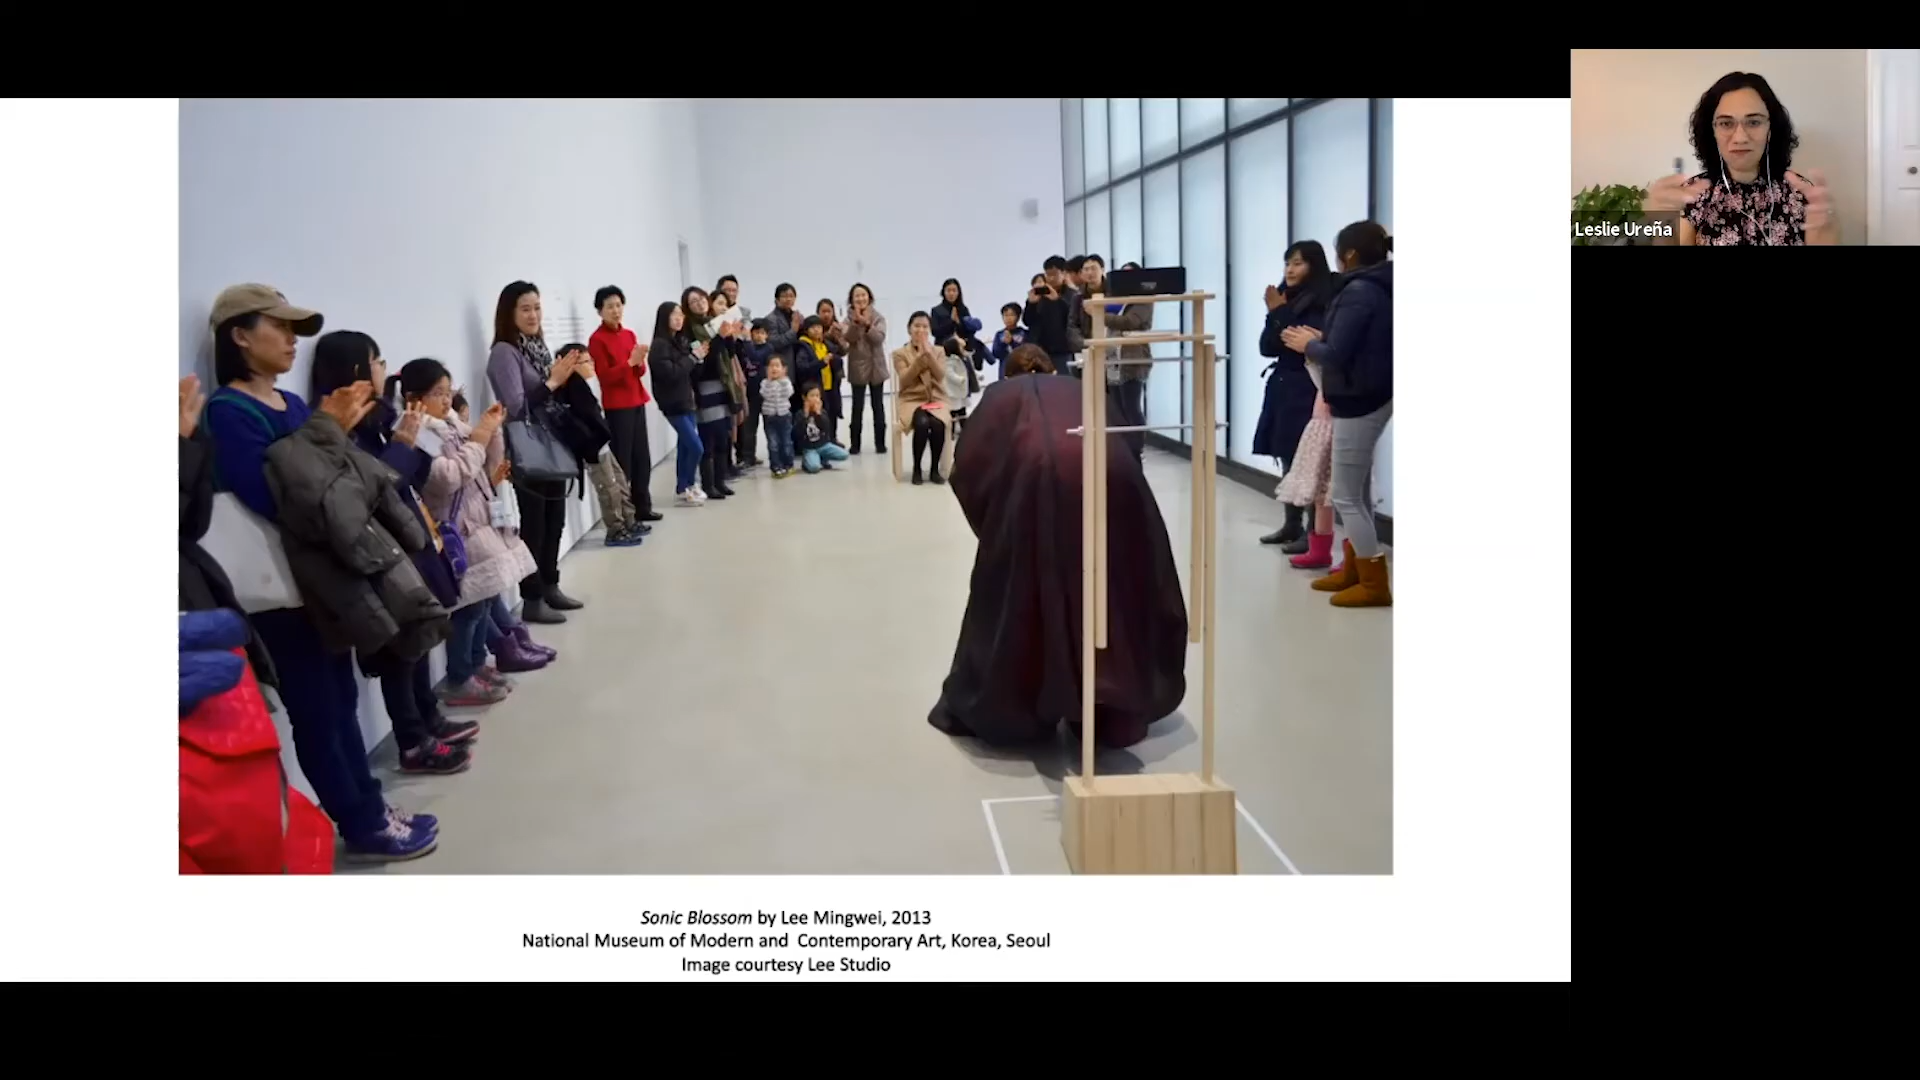 Leslie Ureña
Sonic Blossom by Lee Mingwei, 2013
National Museum of Modern and Contemporary Art, Korea, Seoul
Image courtesy Lee Studio